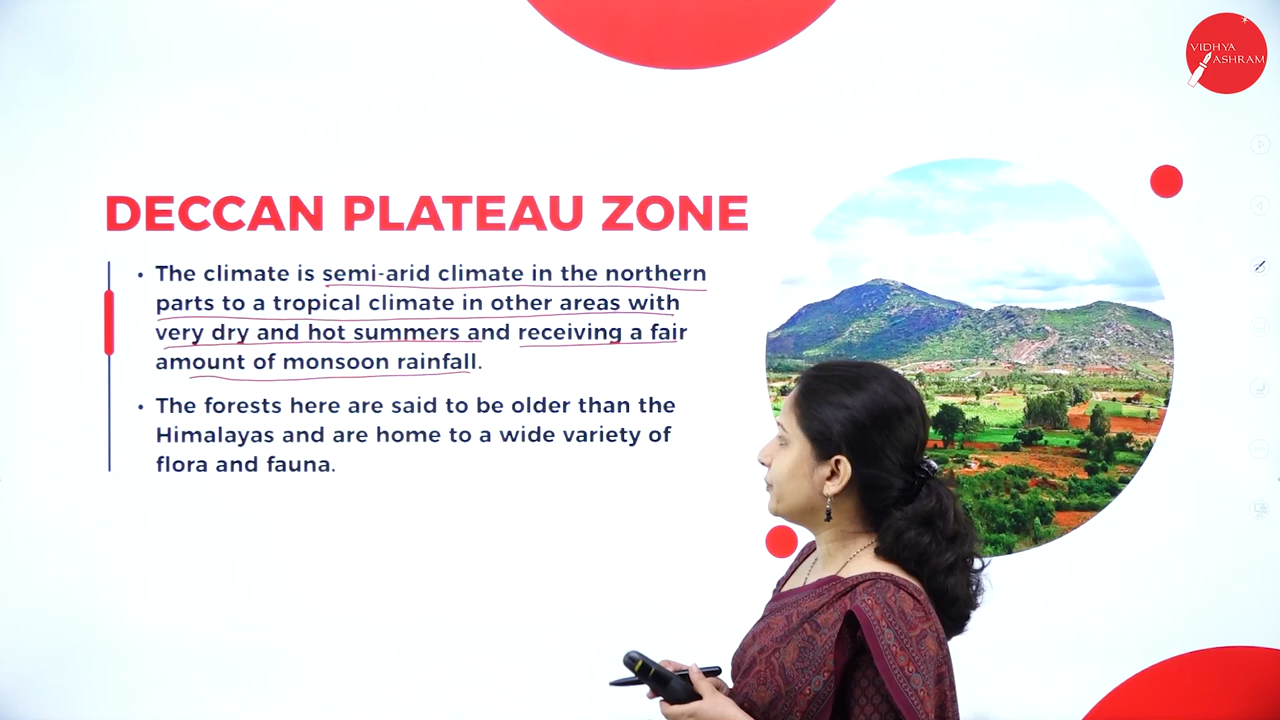 VIDHYA
ASHRAM
DECCAN PLATEAU ZONE
• The climate is semi-arid climate in the northern
parts to a tropical climate in other areas with
very dry and hot summers and receiving a fair
amount of monsoon rainfall.
• The forests here are said to be older than the
Himalayas and are home to a wide variety of
flora and fauna.